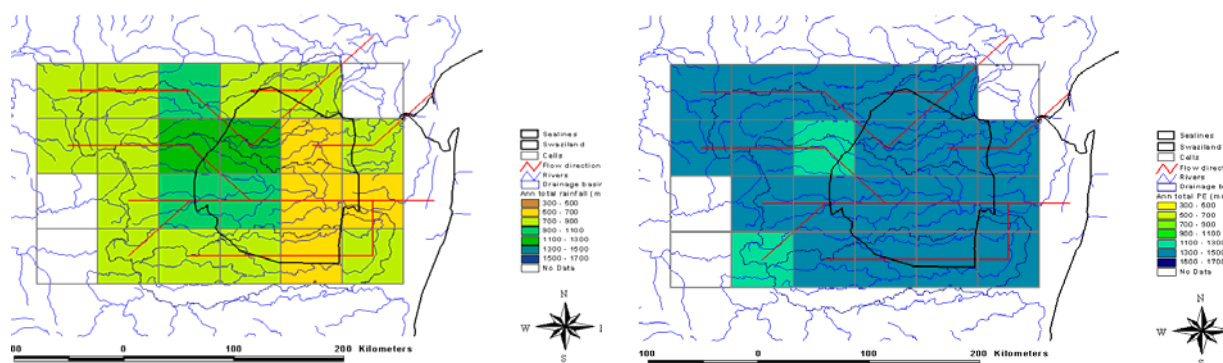 Sealines
Swaziland
Cells
Flow direction
Rivers
Drainage basin
Ann total rainfall (m
300 - 500
500 - 700
700 - 900
900 - 1100
1100 - 1300
1300 - 1500
1500 - 1700
No Data
N
W
S
00 0 100 200 Kilometers
Sealines
Swaziland
Cells
Flow direct
Rivers
Drainage b
Ann total PE (m
300 - 500
500 - 700
700 - 900
900 - 1100
1100 - 1300
1300 - 1500
1500 - 1700
No Data
N
W
100 0 100 200 Kilometers